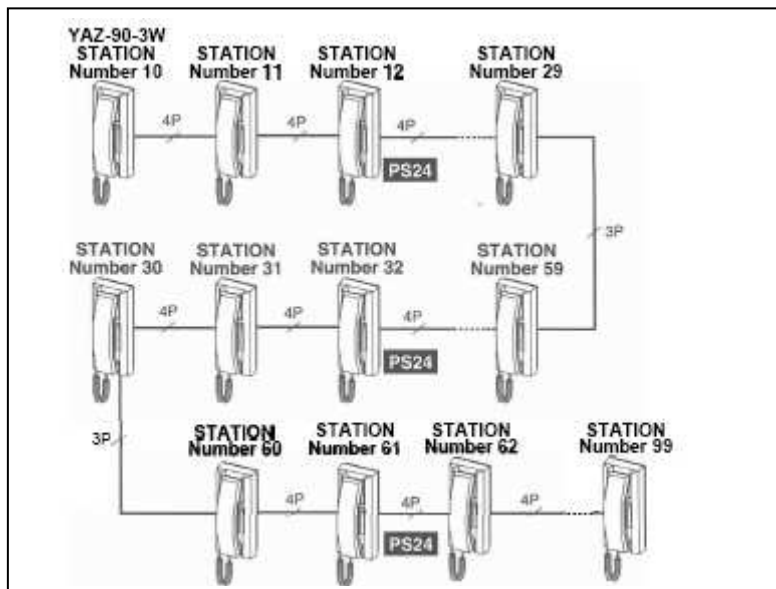 YAZ-90-3W
STATION
Number 10
STATION
Number 11
STATION
Number 12
STATION
Number 29
4P
4P
4P
PS24
3P
STATION
Number 30
STATION
Number 31
STATION
Number 32
STATION
Number 59
4P
4P
4P
PS24
3P
STATION
Number 60
STATION
Number 61
STATION
Number 62
STATION
Number 99
4P
4P
4P
PS24